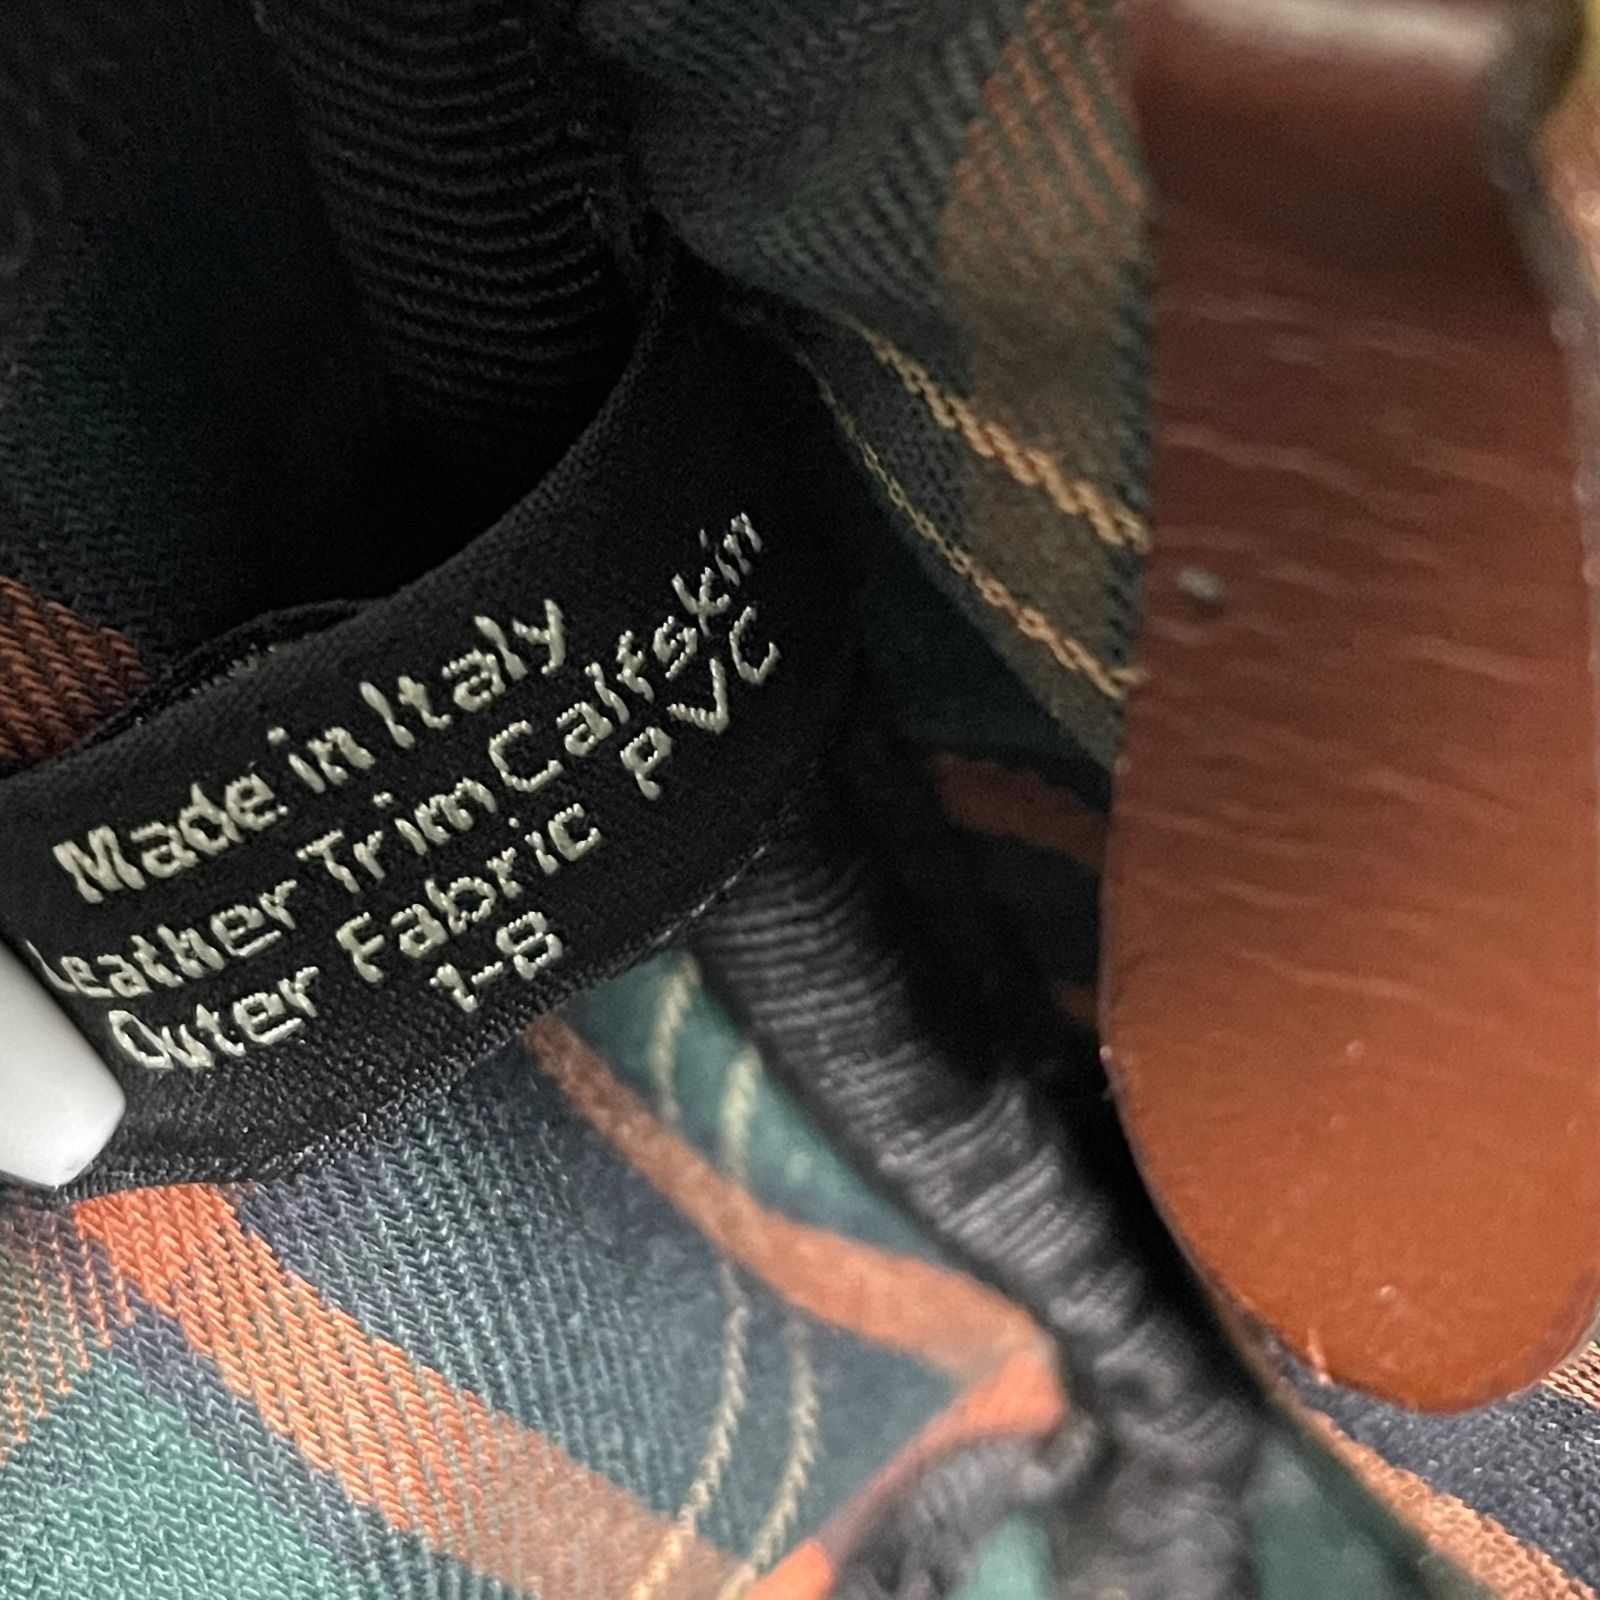 Made in Italy
Leather Trim Calfskin
Outer Fabric PVC
1-8